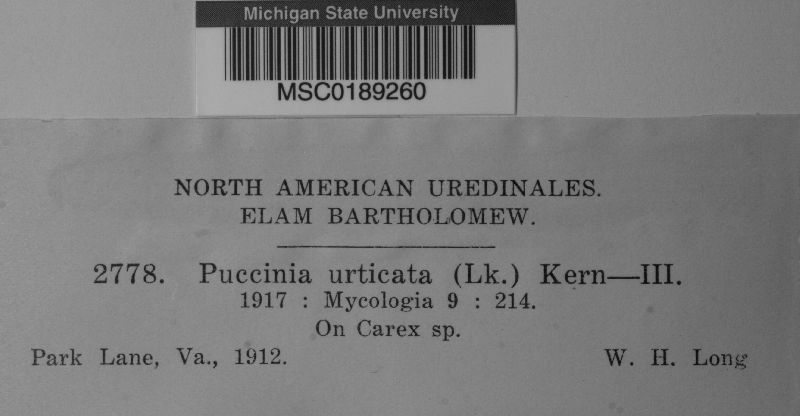 Michigan State University
MSC0189260
NORTH AMERICAN UREDINALES.
ELAM BARTHOLOMEW.
2778. Puccinia urticata (Lk.) Kern—III.
1917 : Mycologia 9 : 214.
On Carex sp.
Park Lane, Va., 1912. W. H. Long